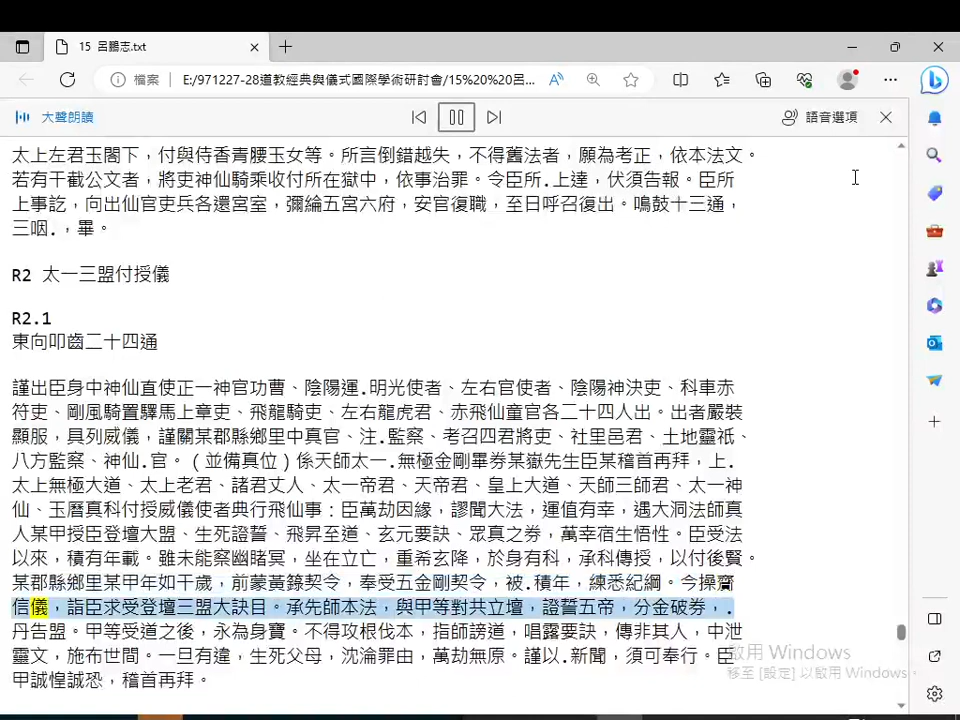 15 呂鵬志.txt
檔案
E:/971227-28道教經典與儀式國際學術研討會/15%20%20呂...
大聲朗讀
語音選項
太上左君玉閣下，付與侍香青腰玉女等。所言倒錯越失，不得舊法者，願為考正，依本法文。
若有干截公文者，將吏神仙騎乘收付所在獄中，依事治罪。令臣所.上達，伏須告報。臣所
上事訖，向出仙官吏兵各還宮室，彌綸五宮六府，安官復職，至日呼召復出。鳴鼓十三通，
三咽.，畢。
R2 太一三盟付授儀
R2.1
東向叩齒二十四通
謹出臣身中神仙直使正一神官功曹、陰陽運.明光使者、左右官使者、陰陽神決吏、科車赤
符吏、剛風騎置驛馬上章吏、飛龍騎吏、左右龍虎君、赤飛仙童官各二十四人出。出者嚴裝
顯服，具列威儀，謹關某郡縣鄉里中真官、注.監察、考召四君將吏、社里邑君、土地靈祇、
八方監察、神仙.官。（並備真位）係天師太一.無極金剛畢券某嶽先生臣某稽首再拜，上.
太上無極大道、太上老君、諸君丈人、太一帝君、天帝君、皇上大道、天師三師君、太一神
仙、玉曆真科付授威儀使者典行飛仙事：臣萬劫因緣，謬聞大法，運值有幸，遇大洞法師真
人某甲授臣登壇大盟、生死證誓、飛昇至道、玄元要訣、眾真之券，萬幸宿生悟性。臣受法
以來，積有年載。雖未能察幽睹冥，坐在立亡，重希玄降，於身有科，承科傳授，以付後賢。
某郡縣鄉里某甲年如干歲，前蒙黃籙契令，奉受五金剛契令，被.積年，練悉紀綱。今操齎
信儀，詣臣求受登壇三盟大訣目。承先師本法，與甲等對共立壇，證誓五帝，分金破券，.
丹告盟。甲等受道之後，永為身寶。不得攻根伐本，指師謗道，唱露要訣，傳非其人，中泄
靈文，施布世間。一旦有違，生死父母，沈淪罪由，萬劫無原。謹以.新聞，須可奉行。臣
甲誠惶誠恐，稽首再拜。
啟用 Windows
移至 [設定] 以啟用 Windows。